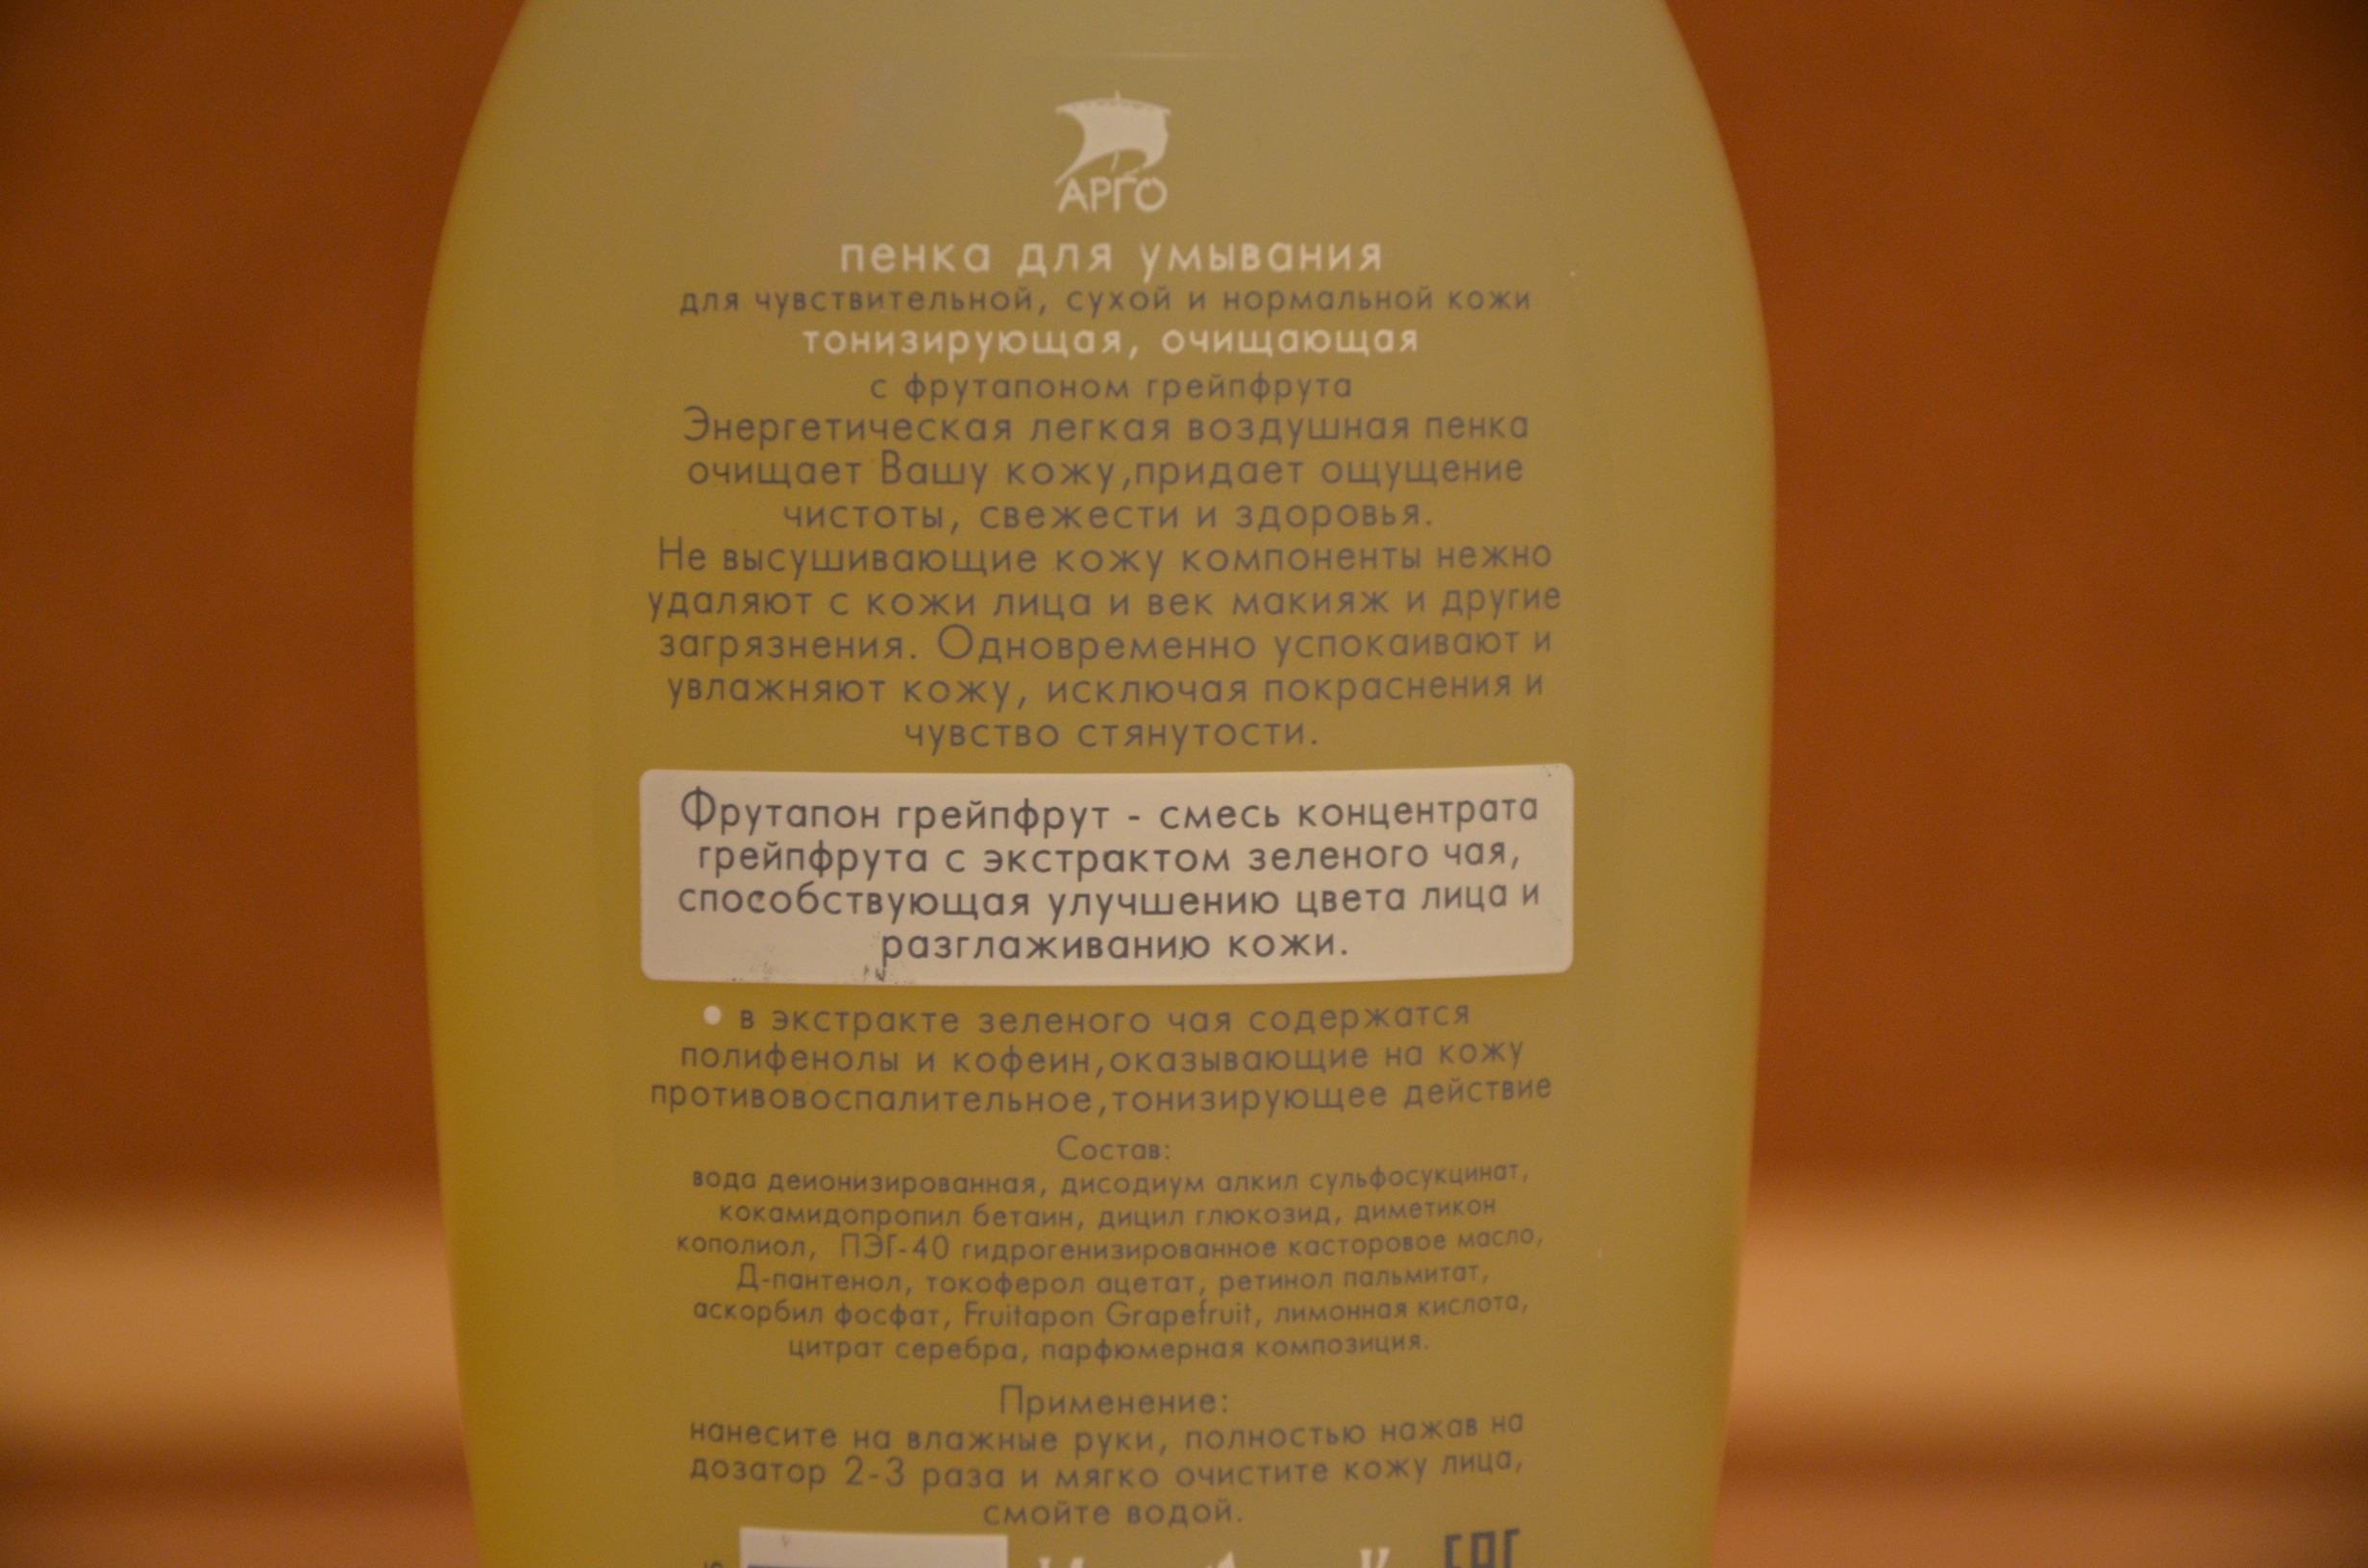 АРГО
пенка для умывания
для чувствительной, сухой и нормальной кожи
тонизирующая, очищающая
с фрутапоном грейпфрута
Энергетическая легкая воздушная пенка
очищает Вашу кожу,придает ощущение
чистоты, свежести и здоровья.
Не высушивающие кожу компоненты нежно
удаляют с кожи лица и век макияж и другие
загрязнения. Одновременно успокаивают и
увлажняют кожу, исключая покраснения и
чувство стянутости.
Фрутапон грейпфрут - смесь концентрата
грейпфрута с экстрактом зеленого чая,
способствующая улучшению цвета лица и
разглаживанию кожи.
• в экстракте зеленого чая содержатся
полифенолы и кофеин,оказывающие на кожу
противовоспалительное,тонизирующее действие
Состав:
вода деионизированная, дисодиум алкил сульфосукцинат,
кокамидопропил бетаин, дицил глюкозид, диметикон
кополиол, ПЭГ-40 гидрогенизированное касторовое масло,
Д-пантенол, токоферол ацетат, ретинол пальмитат,
аскорбил фосфат, Fruitapon Grapefruit, лимонная кислота,
цитрат серебра, парфюмерная композиция.
Применение:
нанесите на влажные руки, полностью нажав на
дозатор 2-3 раза и мягко очистите кожу лица,
смойте водой.
EAC